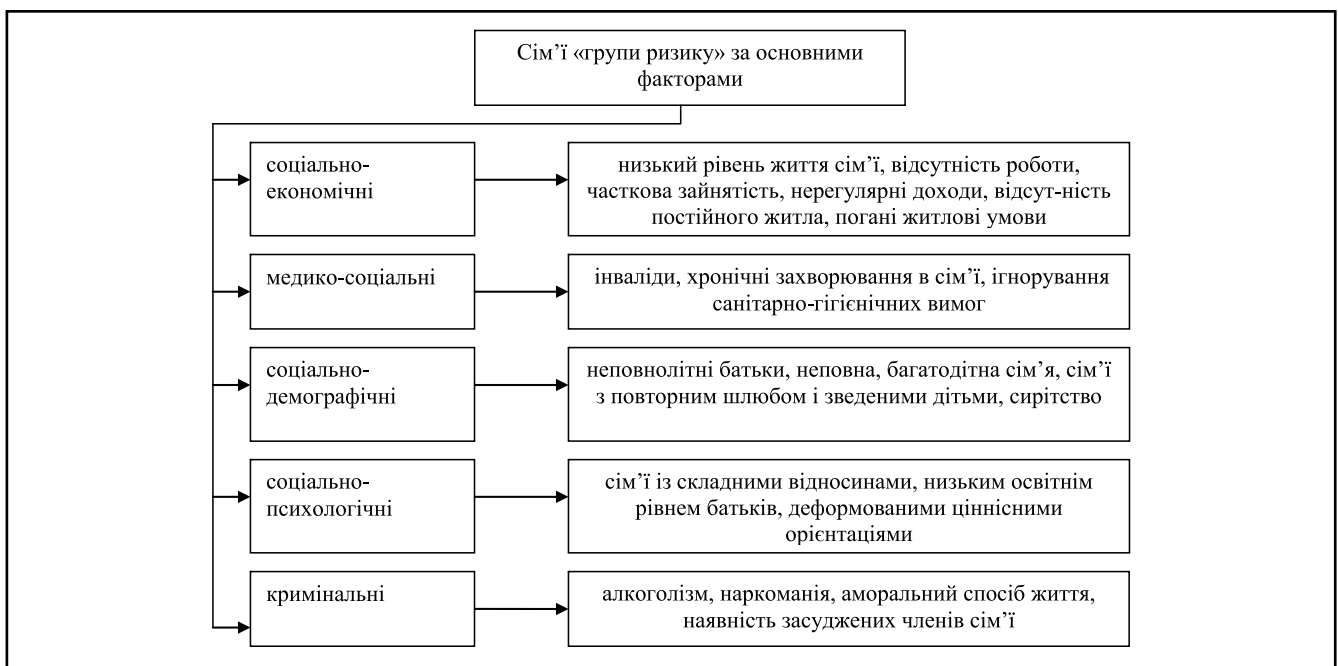 Сім’ї «групи ризику» за основними
факторами
соціально-
економічні
низький рівень життя сім’ї, відсутність роботи,
часткова зайнятість, нерегулярні доходи, відсут-ність
постійного житла, погані житлові умови
медико-соціальні
інваліди, хронічні захворювання в сім’ї, ігнорування
санітарно-гігієнічних вимог
соціально-
демографічні
неповнолітні батьки, неповна, багатодітна сім’я, сім’ї
з повторним шлюбом і зведеними дітьми, сирітство
соціально-
психологічні
сім’ї із складними відносинами, низьким освітнім
рівнем батьків, деформованими ціннісними
орієнтаціями
кримінальні
алкоголізм, наркоманія, аморальний спосіб життя,
наявність засуджених членів сім’ї